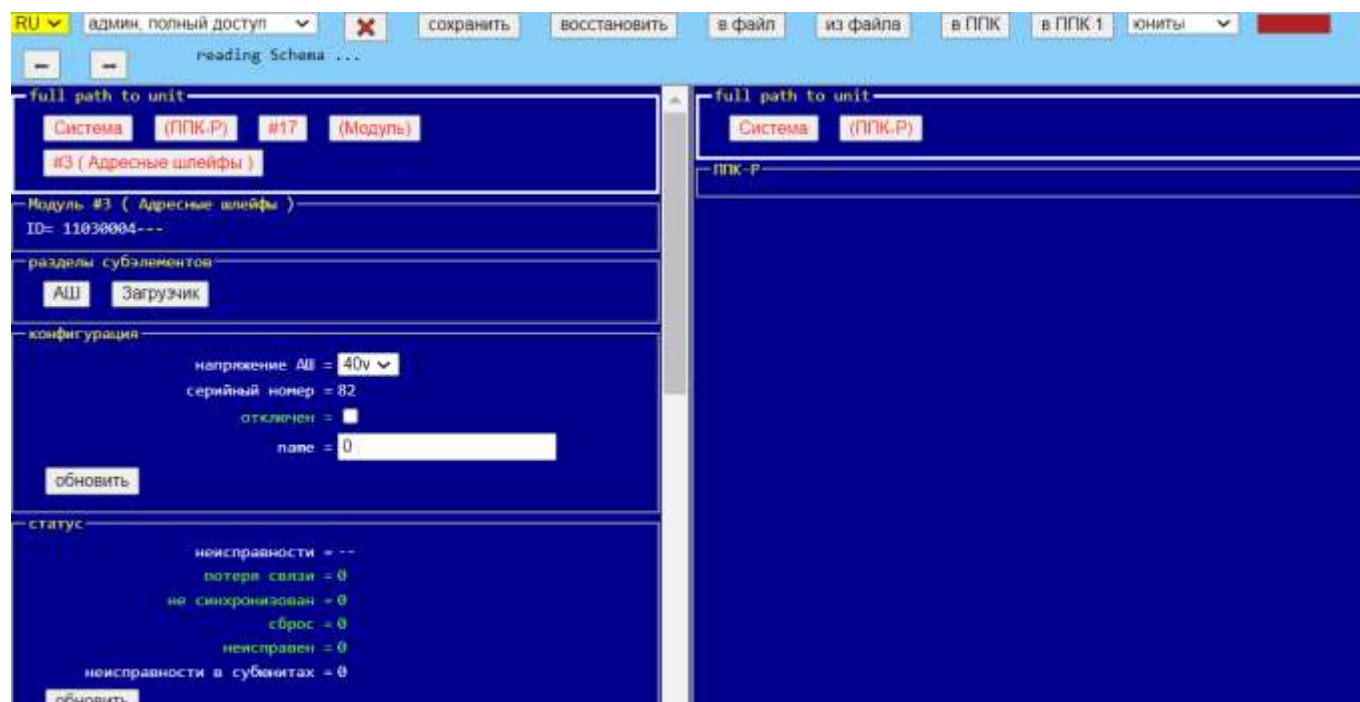 RU админ, полный доступ ✖ сохранить восстановить в файл из файла в ППК в ППК 1 юниты
reading Schema ...
full path to unit
Система (ППК-Р) #17 (Модуль)
#3 ( Адресные шлейфы )
Модуль #3 ( Адресные шлейфы )
ID= 11030004---
разделы субэлементов
АШ Загрузчик
конфигурация
напряжение АШ = 40v
серийный номер = 82
отключен =
name = 0
обновить
статус
неисправности = --
потеря связи = 0
не синхронизован = 0
сброс = 0
неисправен = 0
неисправности в субюнитах = 0
обновить
full path to unit
Система (ППК-Р)
ППК-Р